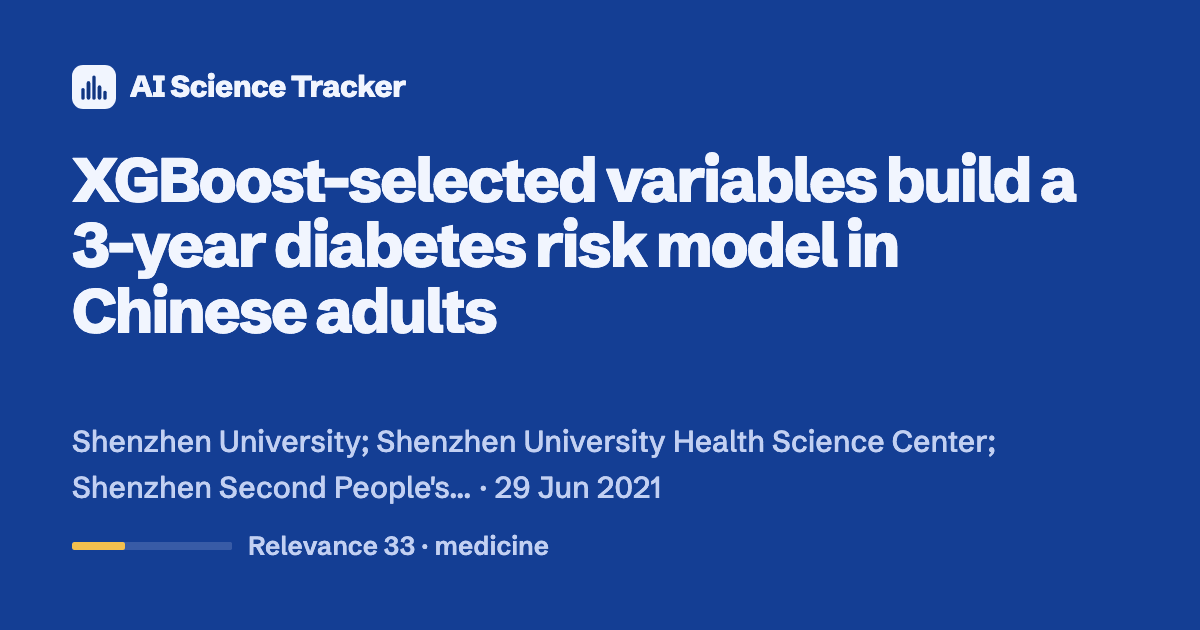 AI Science Tracker
XGBoost-selected variables build a
3-year diabetes risk model in
Chinese adults
Shenzhen University; Shenzhen University Health Science Center;
Shenzhen Second People's... · 29 Jun 2021
Relevance 33 · medicine